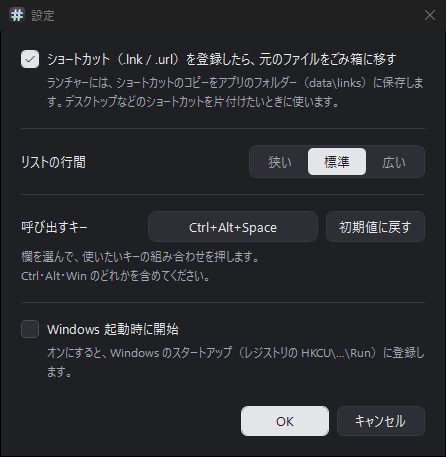 設定
ショートカット（.lnk / .url）を登録したら、元のファイルをごみ箱に移す
ランチャーには、ショートカットのコピーをアプリのフォルダー（data\links）に保存しま
す。デスクトップなどのショートカットを片付けたいときに使います。
リストの行間 狭い 標準 広い
呼び出すキー Ctrl+Alt+Space 初期値に戻す
欄を選んで、使いたいキーの組み合わせを押します。
Ctrl・Alt・Win のどれかを含めてください。
Windows 起動時に開始
オンにすると、Windows のスタートアップ（レジストリの HKCU\...\Run）に登録しま
す。
OK キャンセル